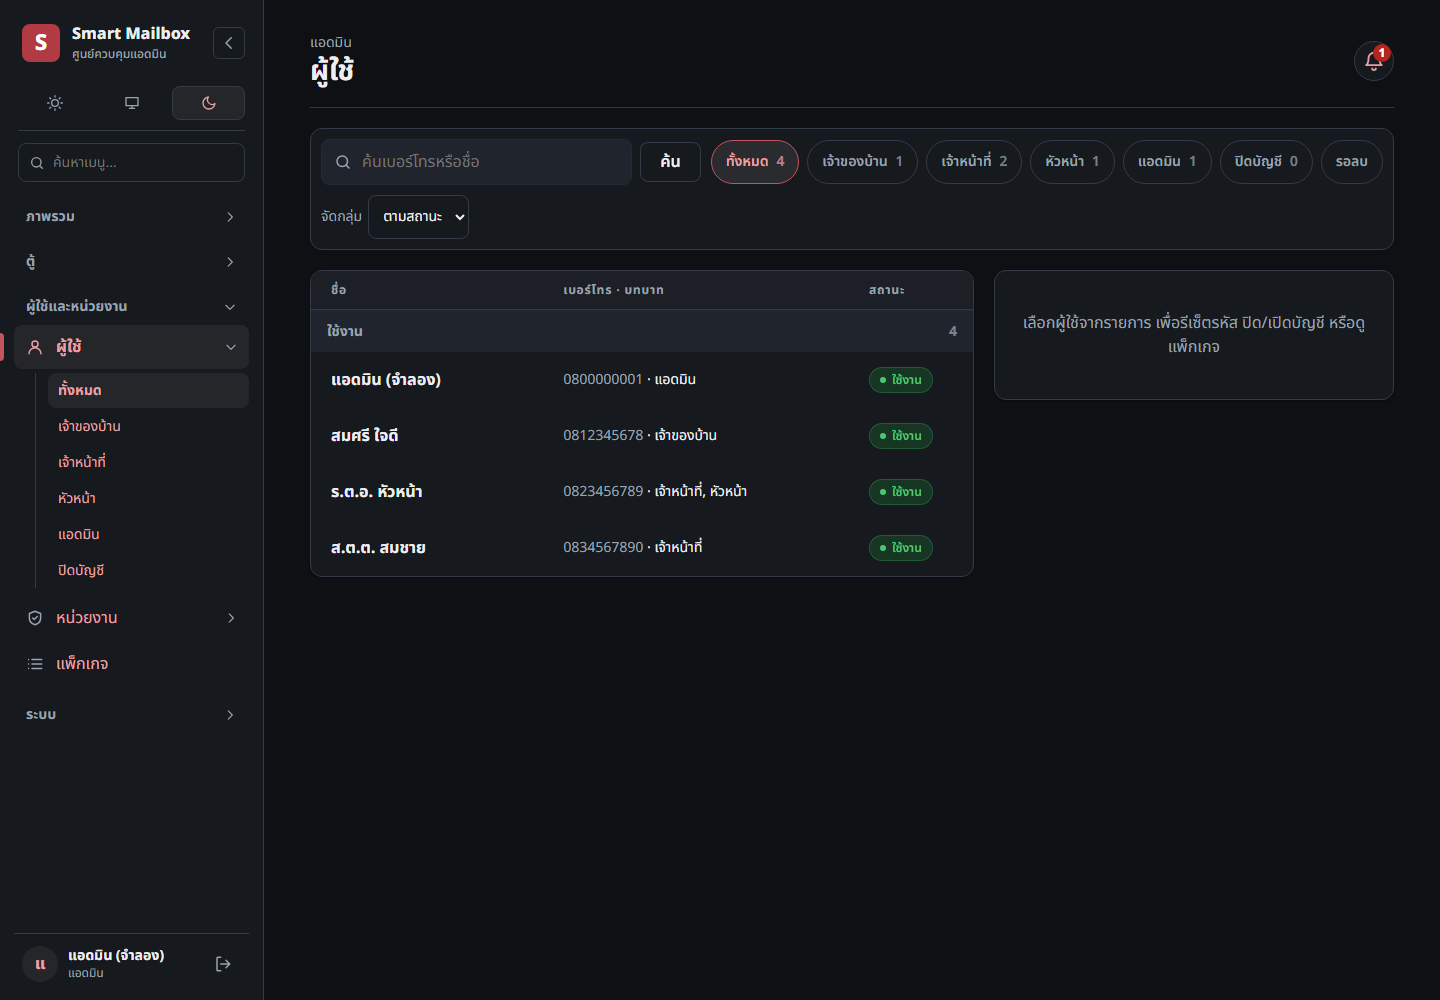 S
Smart Mailbox
ศูนย์ควบคุมแอดมิน
ค้นหาเมนู...
ภาพรวม
ตู้
ผู้ใช้และหน่วยงาน
ผู้ใช้
ทั้งหมด
เจ้าของบ้าน
เจ้าหน้าที่
หัวหน้า
แอดมิน
ปิดบัญชี
หน่วยงาน
แพ็กเกจ
ระบบ
แ
แอดมิน (จำลอง)
แอดมิน
แอดมิน
ผู้ใช้
1
ค้นเบอร์โทรหรือชื่อ
ค้น
ทั้งหมด 4
เจ้าของบ้าน 1
เจ้าหน้าที่ 2
หัวหน้า 1
แอดมิน 1
ปิดบัญชี 0
รอลบ
จัดกลุ่ม ตามสถานะ
ชื่อ เบอร์โทร · บทบาท สถานะ
ใช้งาน 4
แอดมิน (จำลอง) 0800000001 · แอดมิน ใช้งาน
สมศรี ใจดี 0812345678 · เจ้าของบ้าน ใช้งาน
ร.ต.อ. หัวหน้า 0823456789 · เจ้าหน้าที่, หัวหน้า ใช้งาน
ส.ต.ต. สมชาย 0834567890 · เจ้าหน้าที่ ใช้งาน
เลือกผู้ใช้จากรายการ เพื่อรีเซ็ตรหัส ปิด/เปิดบัญชี หรือดู
แพ็กเกจ